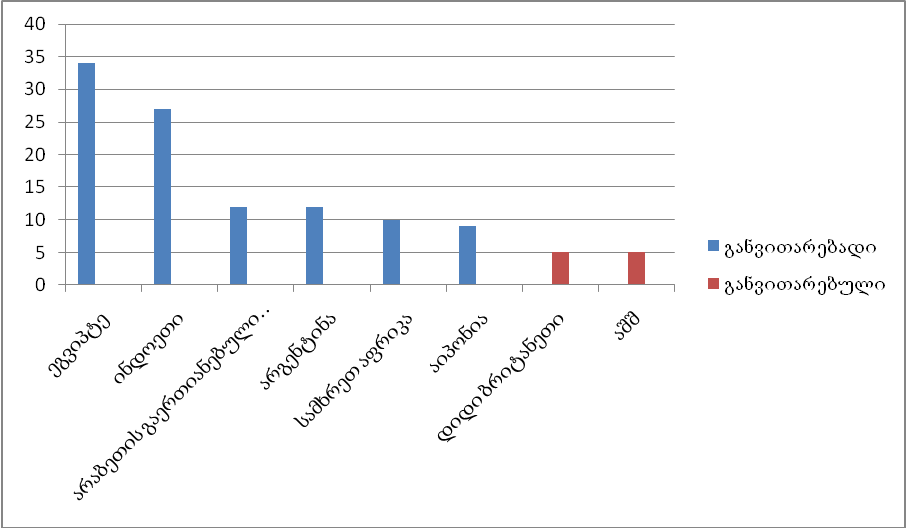 40
35
30
25
20
15
10
5
0
ეგვიპტე
ინდოეთი
არაბეთის გაერთიანებული..
არგენტინა
სამხრეთ აფრიკა
აიპონია
დიდი ბრიტანეთი
აშშ
განვითარებადი
განვითარებული